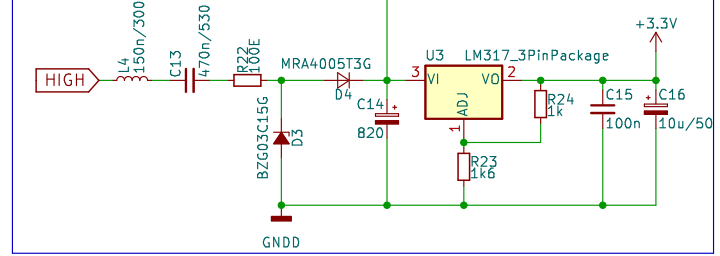 HIGH
L4
150n/300
C13
470n/530
R22
100E
BZG03C15G
D3
MRA4005T3G
D4
C14
+
820
U3
LM317_3PinPackage
3
VI
VO
2
ADJ
1
R24
1k
R23
1k6
C15
100n
+3.3V
+
C16
10u/50
GNDD